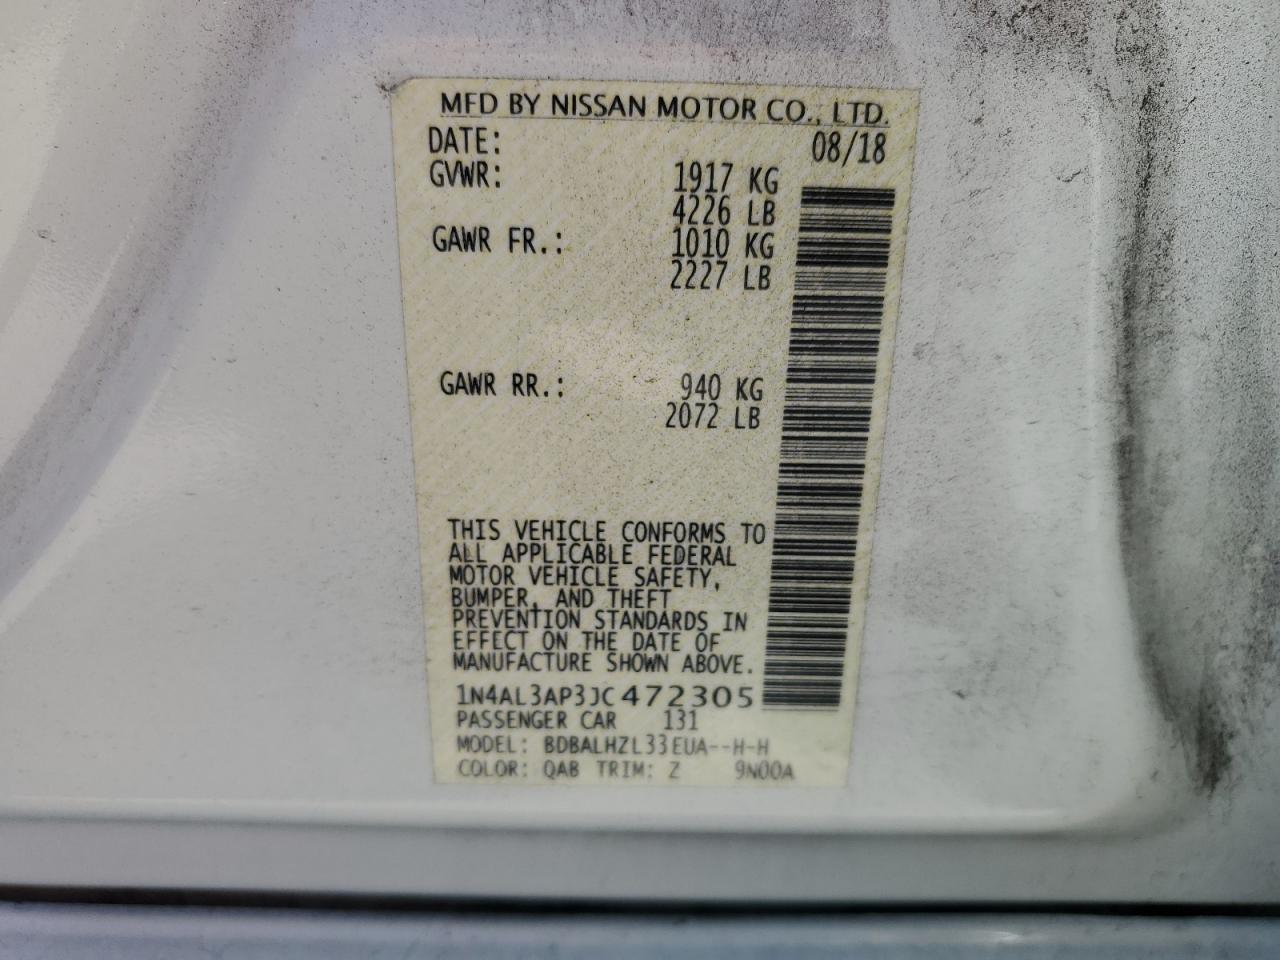 MFD BY NISSAN MOTOR CO., LTD.
DATE: 08/18
GVWR: 1917 KG
4226 LB
GAWR FR.: 1010 KG
2227 LB
GAWR RR.: 940 KG
2072 LB
THIS VEHICLE CONFORMS TO
ALL APPLICABLE FEDERAL
MOTOR VEHICLE SAFETY,
BUMPER, AND THEFT
PREVENTION STANDARDS IN
EFFECT ON THE DATE OF
MANUFACTURE SHOWN ABOVE.
1N4AL3AP3JC472305
PASSENGER CAR 131
MODEL: BDBALHZL33EUA--H-H
COLOR: QAB TRIM: Z 9N00A